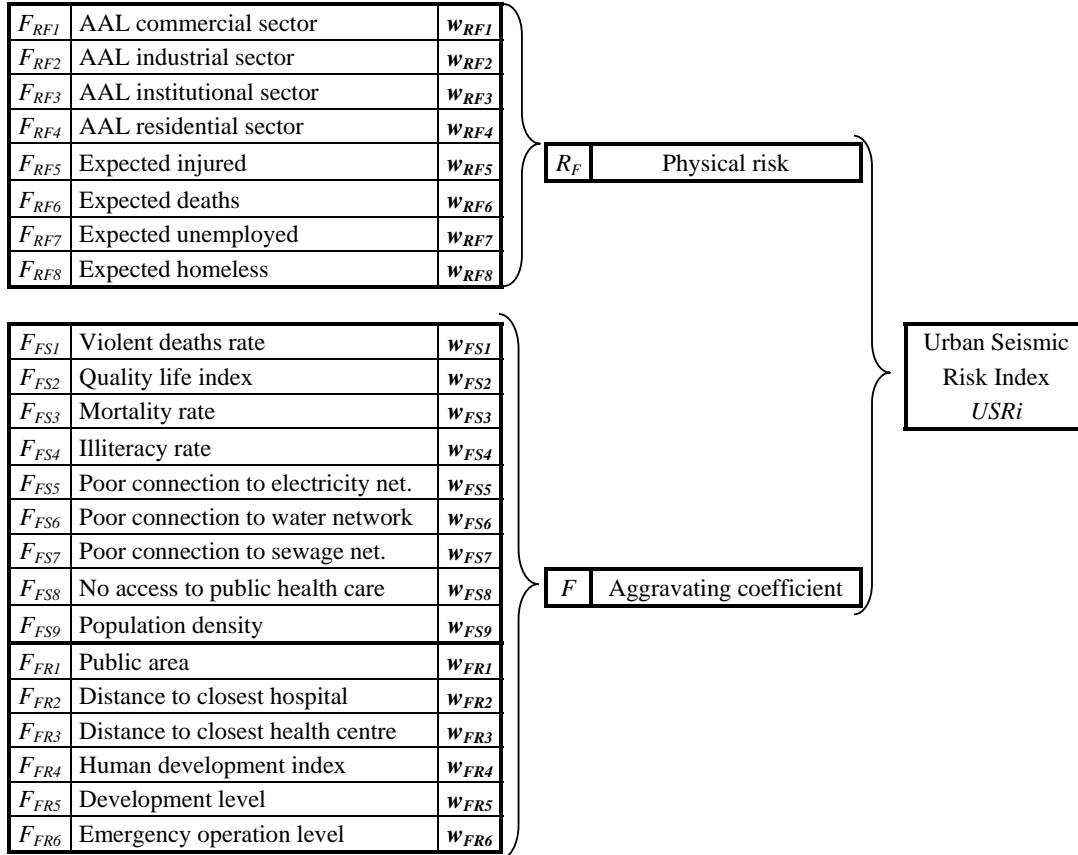 F_RF1 AAL commercial sector w_RF1
F_RF2 AAL industrial sector w_RF2
F_RF3 AAL institutional sector w_RF3
F_RF4 AAL residential sector w_RF4
F_RF5 Expected injured w_RF5
F_RF6 Expected deaths w_RF6
F_RF7 Expected unemployed w_RF7
F_RF8 Expected homeless w_RF8
R_F Physical risk
F_FS1 Violent deaths rate w_FS1
F_FS2 Quality life index w_FS2
F_FS3 Mortality rate w_FS3
F_FS4 Illiteracy rate w_FS4
F_FS5 Poor connection to electricity net. w_FS5
F_FS6 Poor connection to water network w_FS6
F_FS7 Poor connection to sewage net. w_FS7
F_FS8 No access to public health care w_FS8
F_FS9 Population density w_FS9
F_FR1 Public area w_FR1
F_FR2 Distance to closest hospital w_FR2
F_FR3 Distance to closest health centre w_FR3
F_FR4 Human development index w_FR4
F_FR5 Development level w_FR5
F_FR6 Emergency operation level w_FR6
F Aggravating coefficient
Urban Seismic
Risk Index
USRi